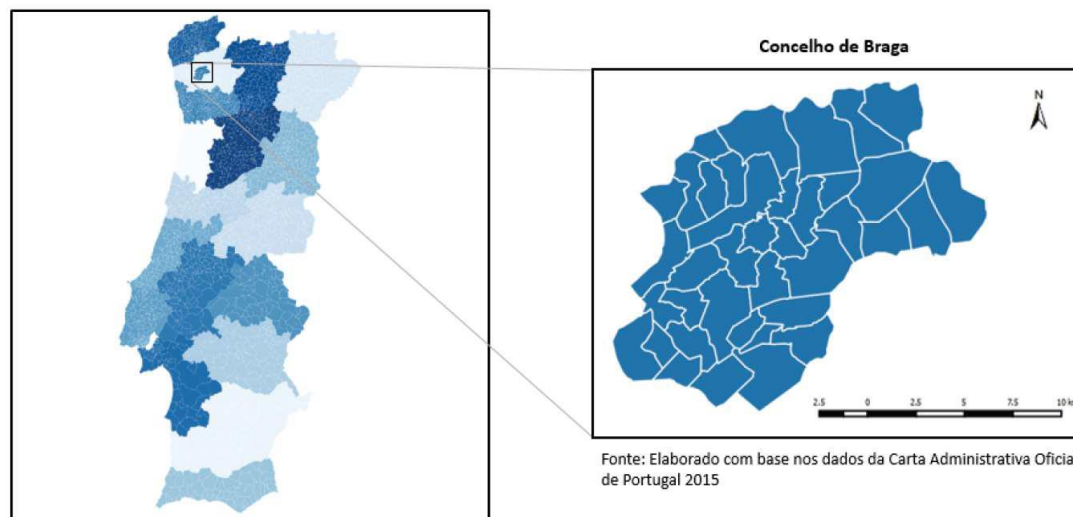 Concelho de Braga
N
2.5 0 2.5 5 7.5 10 k
Fonte: Elaborado com base nos dados da Carta Administrativa Oficia
de Portugal 2015